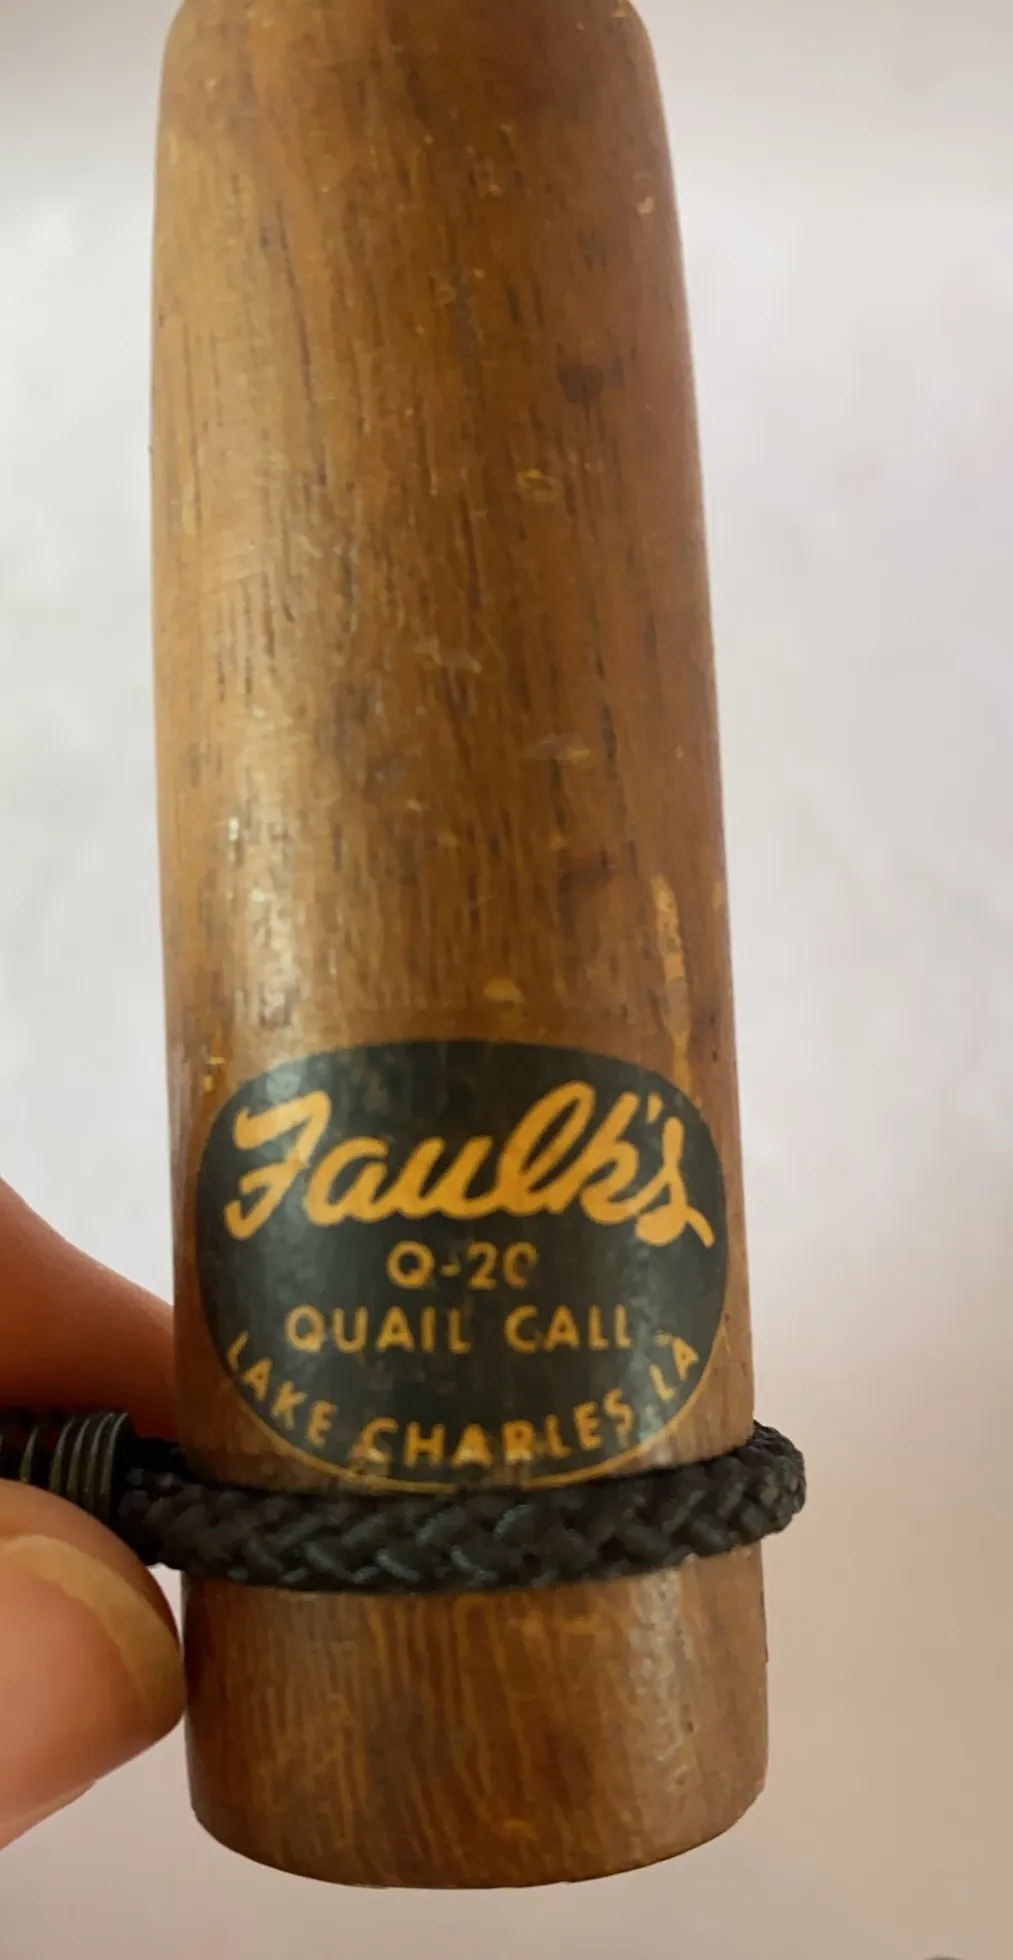 Faulk's
Q-20
QUAIL CALL
LAKE CHARLES, LA